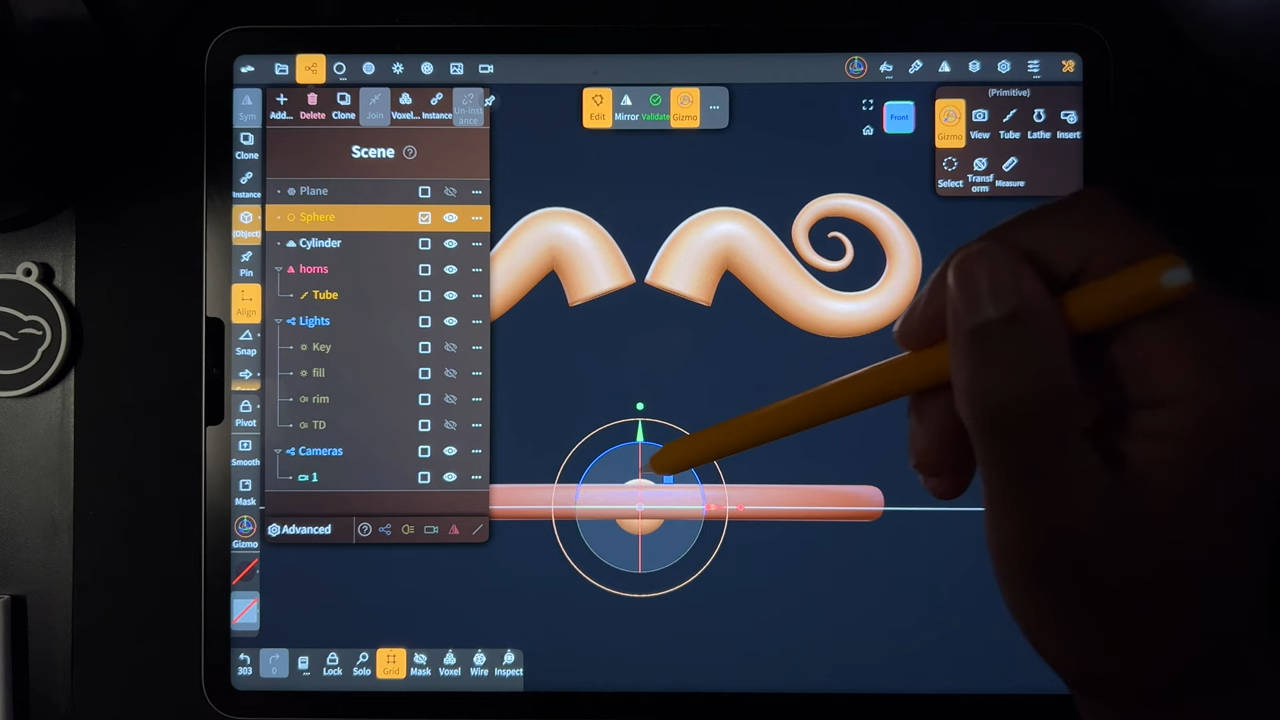 Sym
Clone
Instance
(Object)
Pin
Align
Snap
Pivot
Smooth
Mask
Gizmo
Add...
Delete
Clone
Join
Voxel...
Instance
Un-inst
ance
Scene ?
Plane
Sphere
Cylinder
horns
Tube
Lights
Key
fill
rim
TD
Cameras
1
Advanced
?
Edit
Mirror
Validate
Gizmo
...
Front
(Primitive)
Gizmo
View
Tube
Lathe
Insert
Select
Transf
orm
Measure
303
0
Lock
Solo
Grid
Mask
Voxel
Wire
Inspect